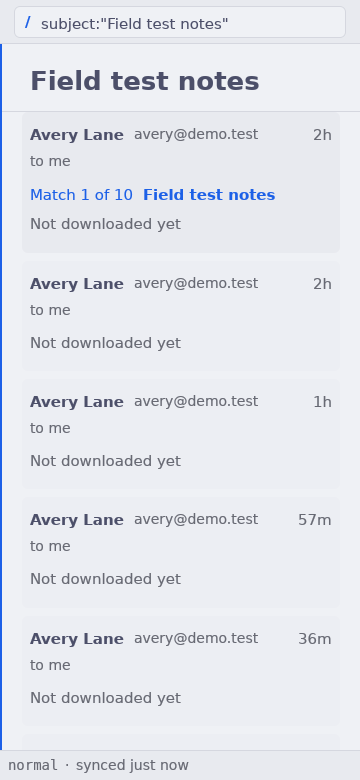 / subject:"Field test notes"
Field test notes
Avery Lane avery@demo.test 2h
to me
Match 1 of 10 Field test notes
Not downloaded yet
Avery Lane avery@demo.test 2h
to me
Not downloaded yet
Avery Lane avery@demo.test 1h
to me
Not downloaded yet
Avery Lane avery@demo.test 57m
to me
Not downloaded yet
Avery Lane avery@demo.test 36m
to me
Not downloaded yet
normal · synced just now